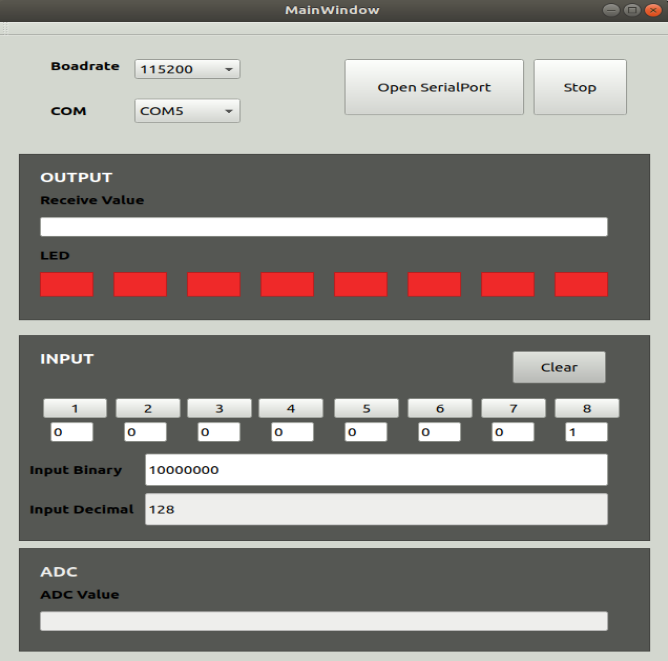 MainWindow
Boadrate 115200
Open SerialPort Stop
COM COM5
OUTPUT
Receive Value
LED
INPUT
Clear
1 2 3 4 5 6 7 8
0 0 0 0 0 0 0 1
Input Binary 10000000
Input Decimal 128
ADC
ADC Value